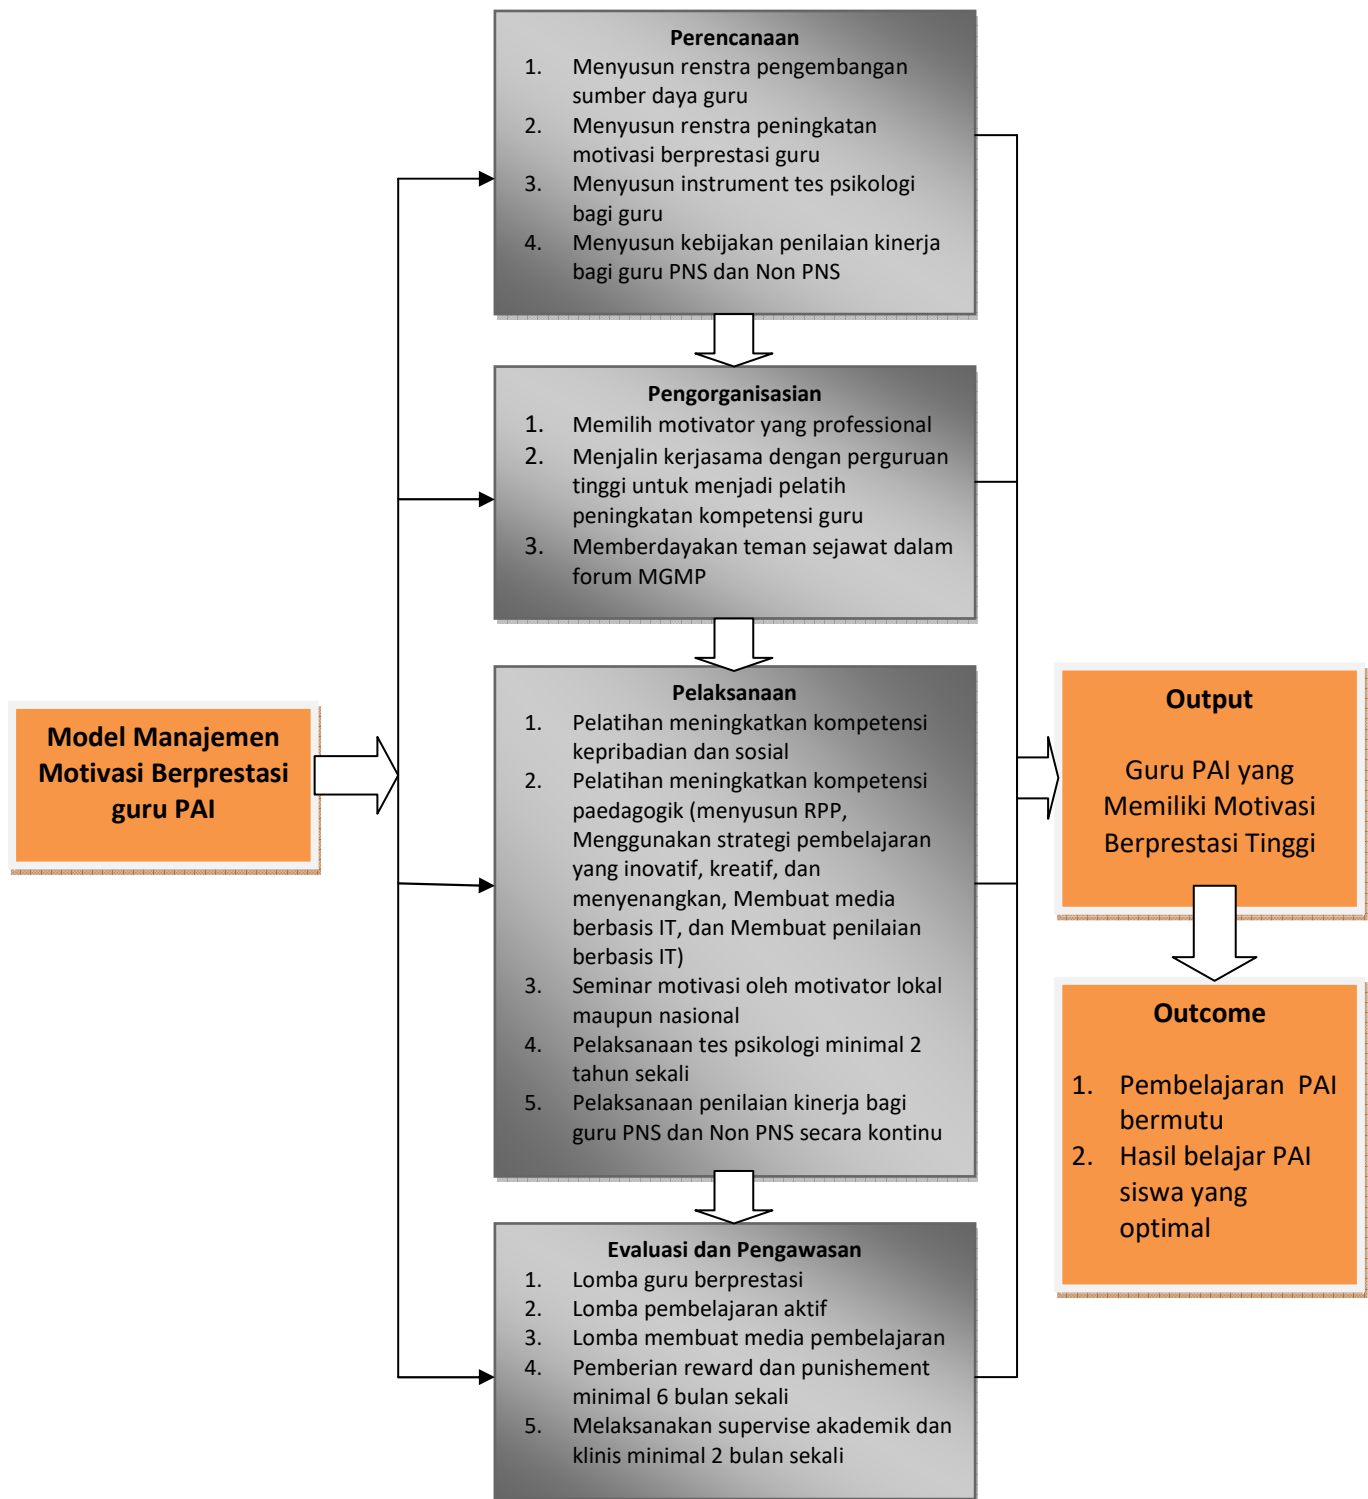 Perencanaan
1. Menyusun renstra pengembangan
sumber daya guru
2. Menyusun renstra peningkatan
motivasi berprestasi guru
3. Menyusun instrument tes psikologi
bagi guru
4. Menyusun kebijakan penilaian kinerja
bagi guru PNS dan Non PNS
Pengorganisasian
1. Memilih motivator yang professional
2. Menjalin kerjasama dengan perguruan
tinggi untuk menjadi pelatih
peningkatan kompetensi guru
3. Memberdayakan teman sejawat dalam
forum MGMP
Model Manajemen
Motivasi Berprestasi
guru PAI
Pelaksanaan
1. Pelatihan meningkatkan kompetensi
kepribadian dan sosial
2. Pelatihan meningkatkan kompetensi
paedagogik (menyusun RPP,
Menggunakan strategi pembelajaran
yang inovatif, kreatif, dan
menyenangkan, Membuat media
berbasis IT, dan Membuat penilaian
berbasis IT)
3. Seminar motivasi oleh motivator lokal
maupun nasional
4. Pelaksanaan tes psikologi minimal 2
tahun sekali
5. Pelaksanaan penilaian kinerja bagi
guru PNS dan Non PNS secara kontinu
Evaluasi dan Pengawasan
1. Lomba guru berprestasi
2. Lomba pembelajaran aktif
3. Lomba membuat media pembelajaran
4. Pemberian reward dan punishement
minimal 6 bulan sekali
5. Melaksanakan supervise akademik dan
klinis minimal 2 bulan sekali
Output
Guru PAI yang
Memiliki Motivasi
Berprestasi Tinggi
Outcome
1. Pembelajaran PAI
bermutu
2. Hasil belajar PAI
siswa yang
optimal